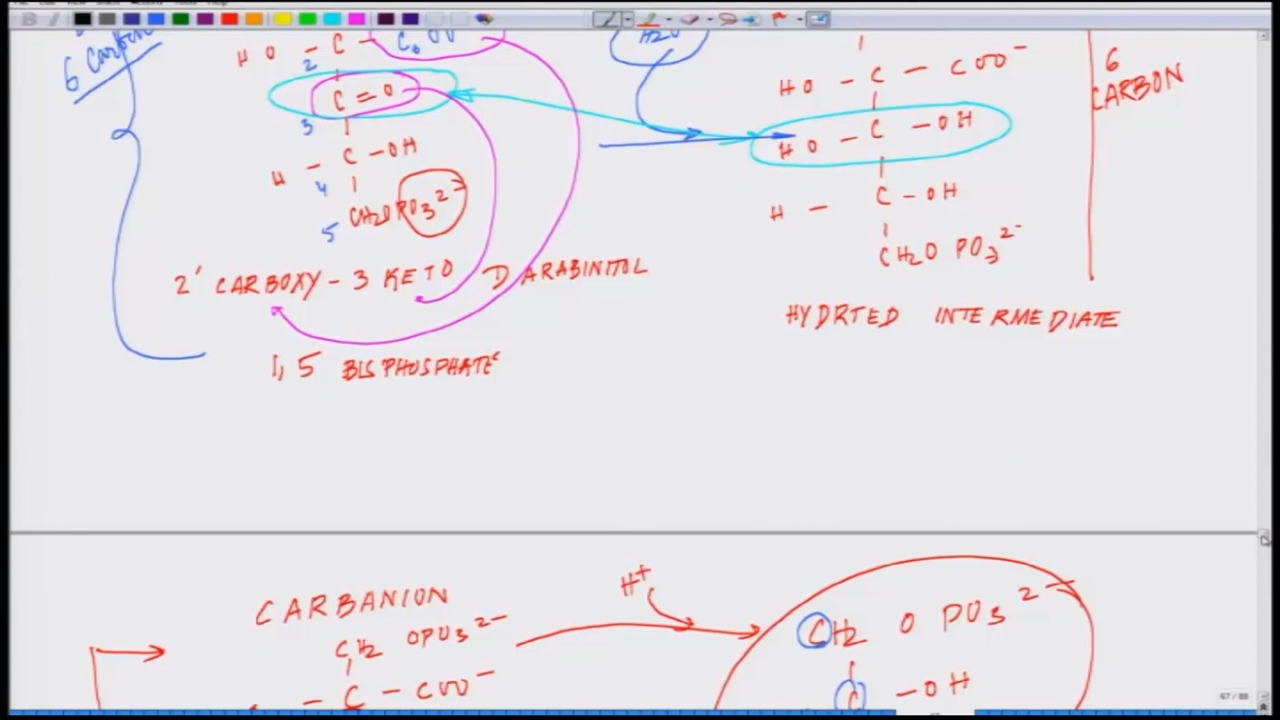 6 Carbon
HO - C - COO
2
C = O
3
H - C - OH
4
CH2OPO3 2-
5
2' CARBOXY - 3 KETO D ARABINITOL
1,5 BISPHOSPHATE
H2O
HO - C - COO-
HO - C - OH
H - C - OH
CH2O PO3 2-
6
CARBON
HYDRTED INTERMEDIATE
CARBANION
CH2 OPO3 2-
- C - COO-
H+
CH2 O PO3 2-
C - OH
67 / 88